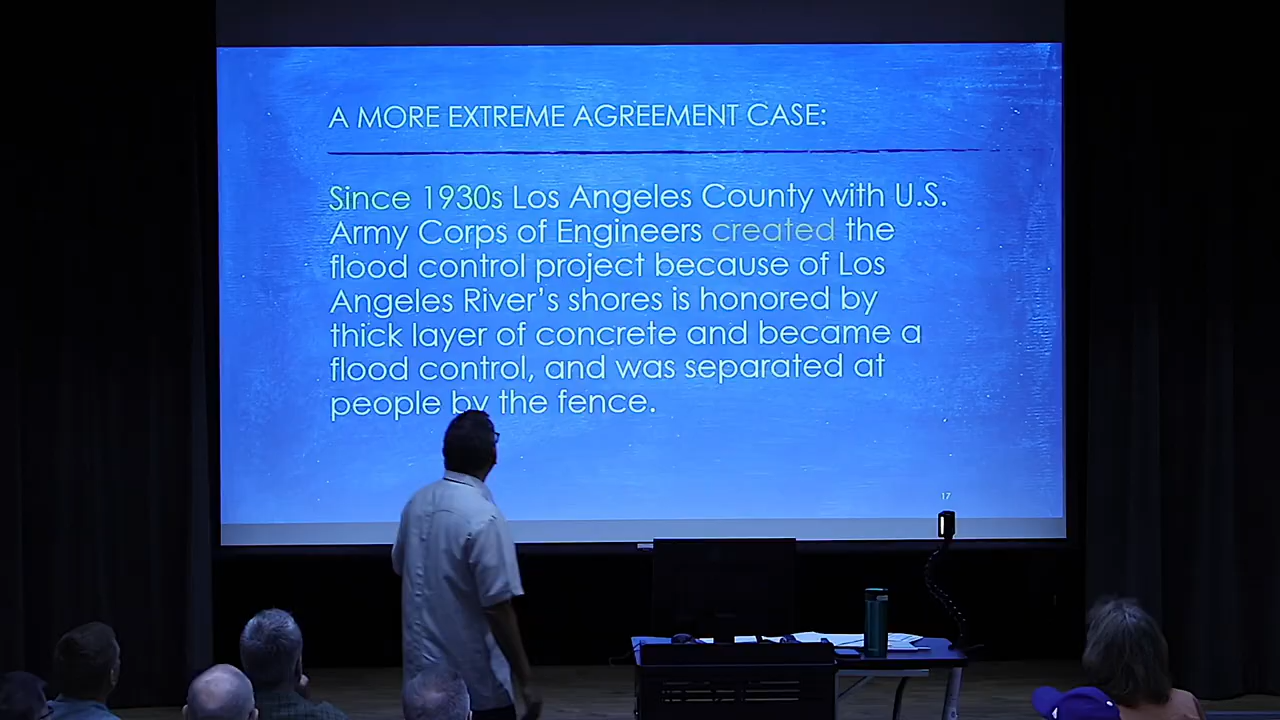 A MORE EXTREME AGREEMENT CASE:
Since 1930s Los Angeles County with U.S.
Army Corps of Engineers created the
flood control project because of Los
Angeles River’s shores is honored by
thick layer of concrete and became a
flood control, and was separated at
people by the fence.
17